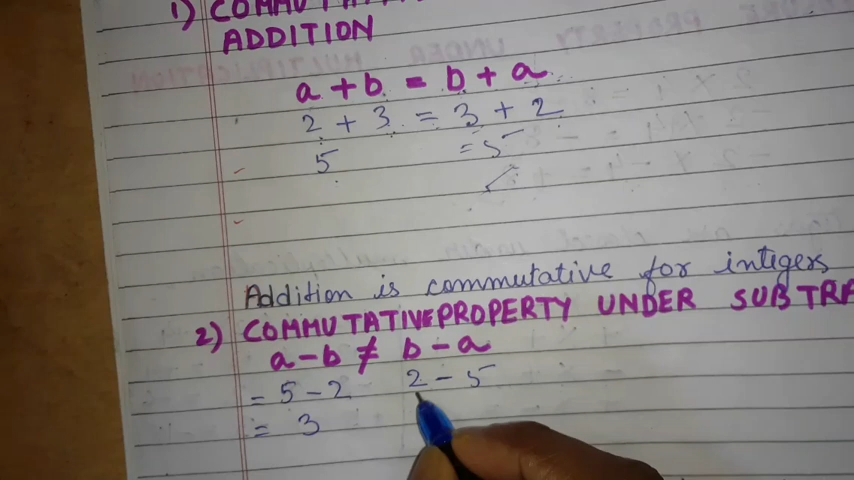 1) COMMUTATI
ADDITION
a + b = b + a
2 + 3 = 3 + 2
5 = 5
Addition is commutative for integers
2) COMMUTATIVE PROPERTY UNDER SUBTRA
a - b ≠ b - a
= 5 - 2 2 - 5
= 3